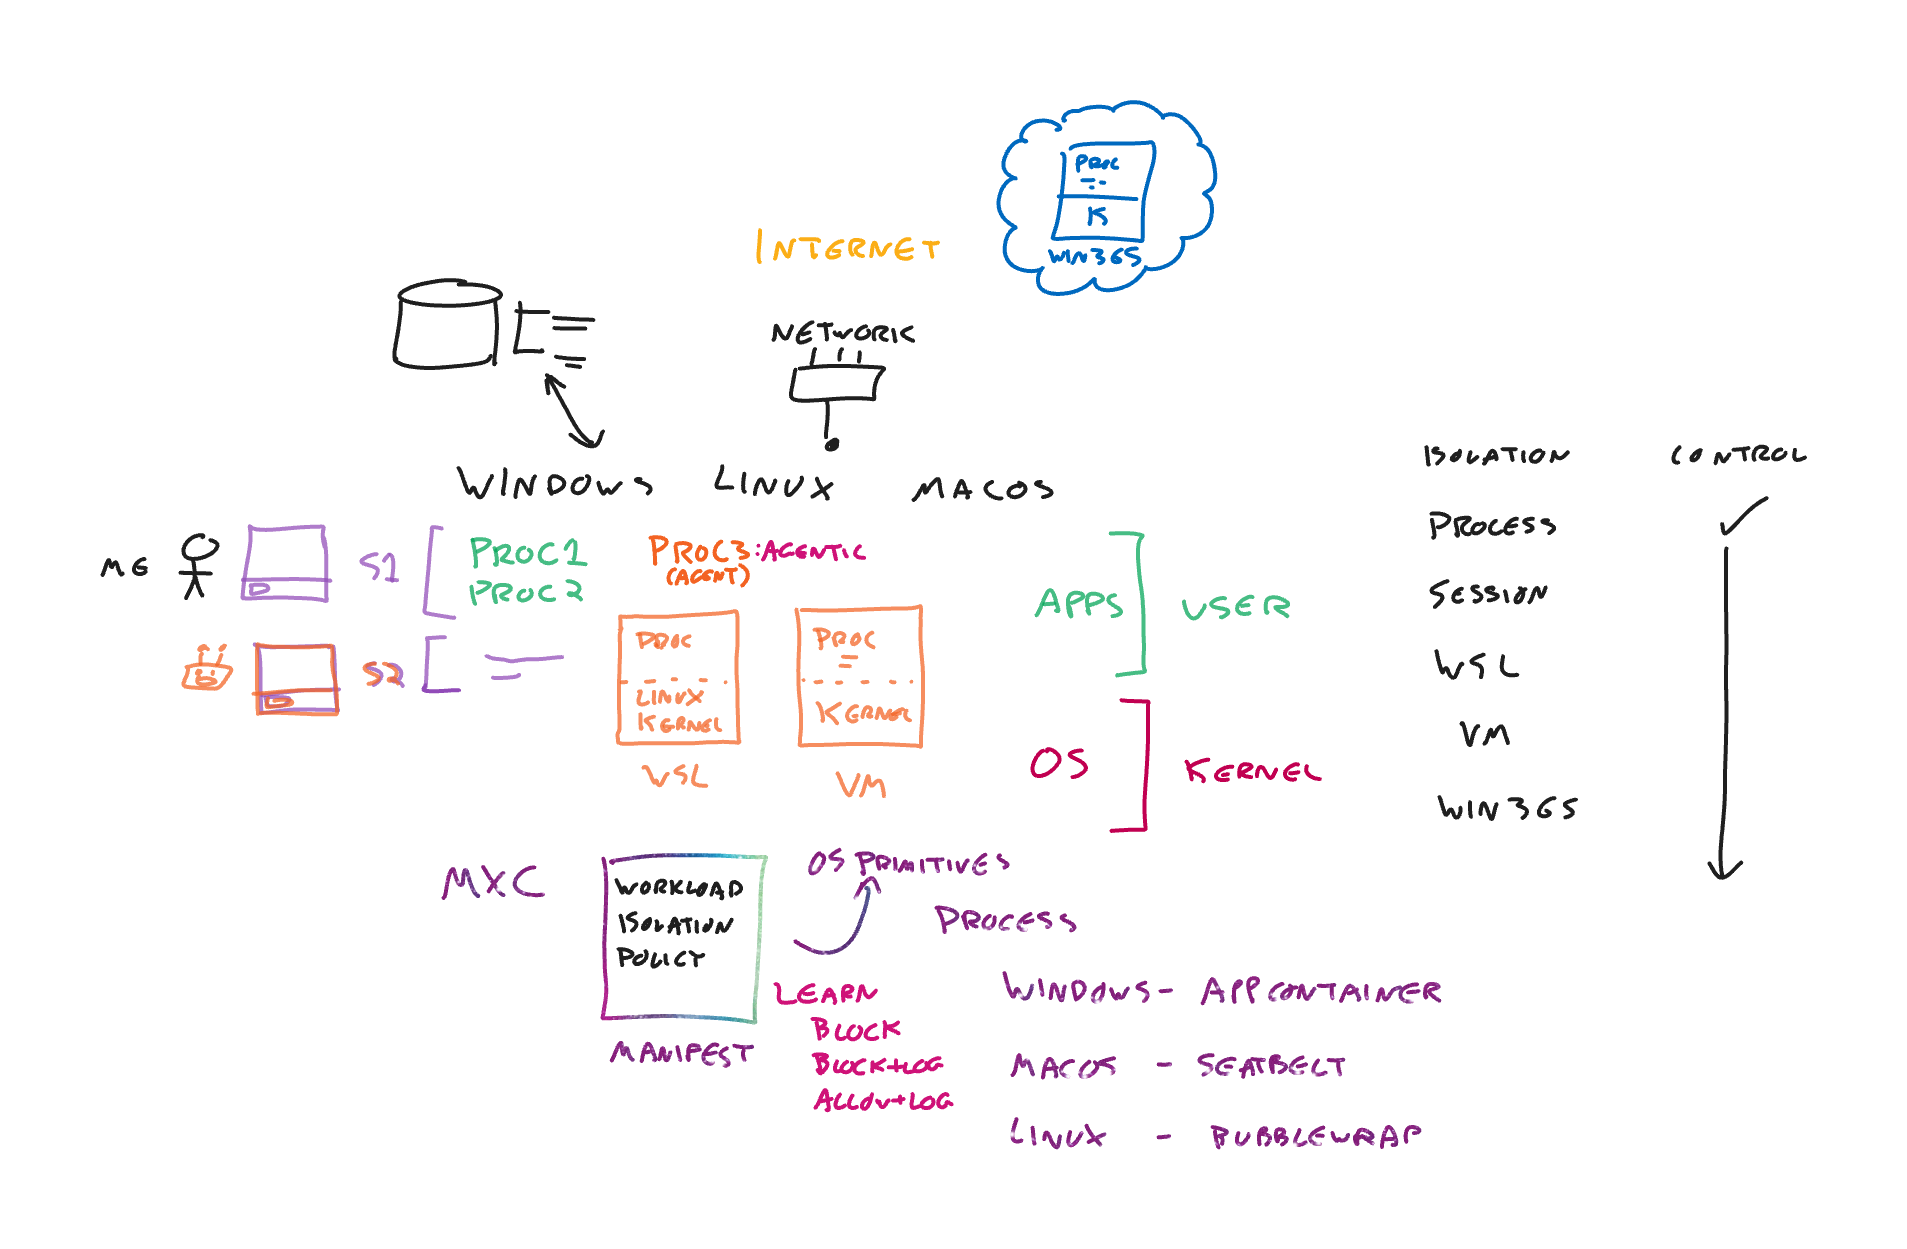 PROC
K
WIN365
INTERNET
NETWORK
WINDOWS LINUX MACOS
ISOLATION CONTROL
ME
S1
PROC1
PROC2
PROC3:AGENTIC
(AGENT)
APPS
USER
PROCESS
SESSION
WSL
VM
WIN365
S2
PROC
LINUX
KERNEL
WSL
PROC
KERNEL
VM
OS
KERNEL
MXC
WORKLOAD
ISOLATION
POLICY
MANIFEST
OS PRIMITIVES
PROCESS
LEARN
BLOCK
BLOCK+LOG
ALLOW+LOG
WINDOWS - APPCONTAINER
MACOS - SEATBELT
LINUX - BUBBLEWRAP